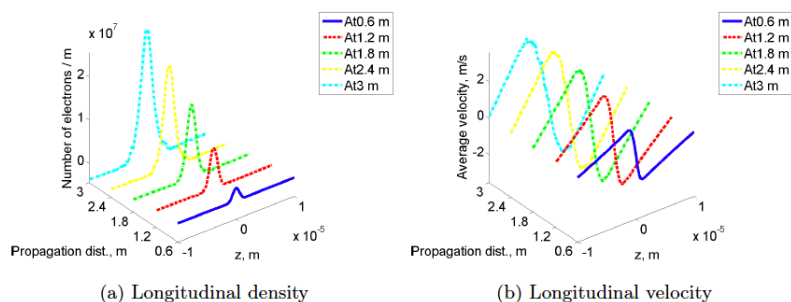 x 10⁷
2
1
0
Number of electrons / m
3
2.4
1.8
1.2
0.6
Propagation dist., m
-1
0
1
x 10⁻⁵
z, m
At0.6 m
At1.2 m
At1.8 m
At2.4 m
At3 m
(a) Longitudinal density
2
0
-2
Average velocity, m/s
3
2.4
1.8
1.2
0.6
Propagation dist., m
-1
0
1
x 10⁻⁵
z, m
At0.6 m
At1.2 m
At1.8 m
At2.4 m
At3 m
(b) Longitudinal velocity